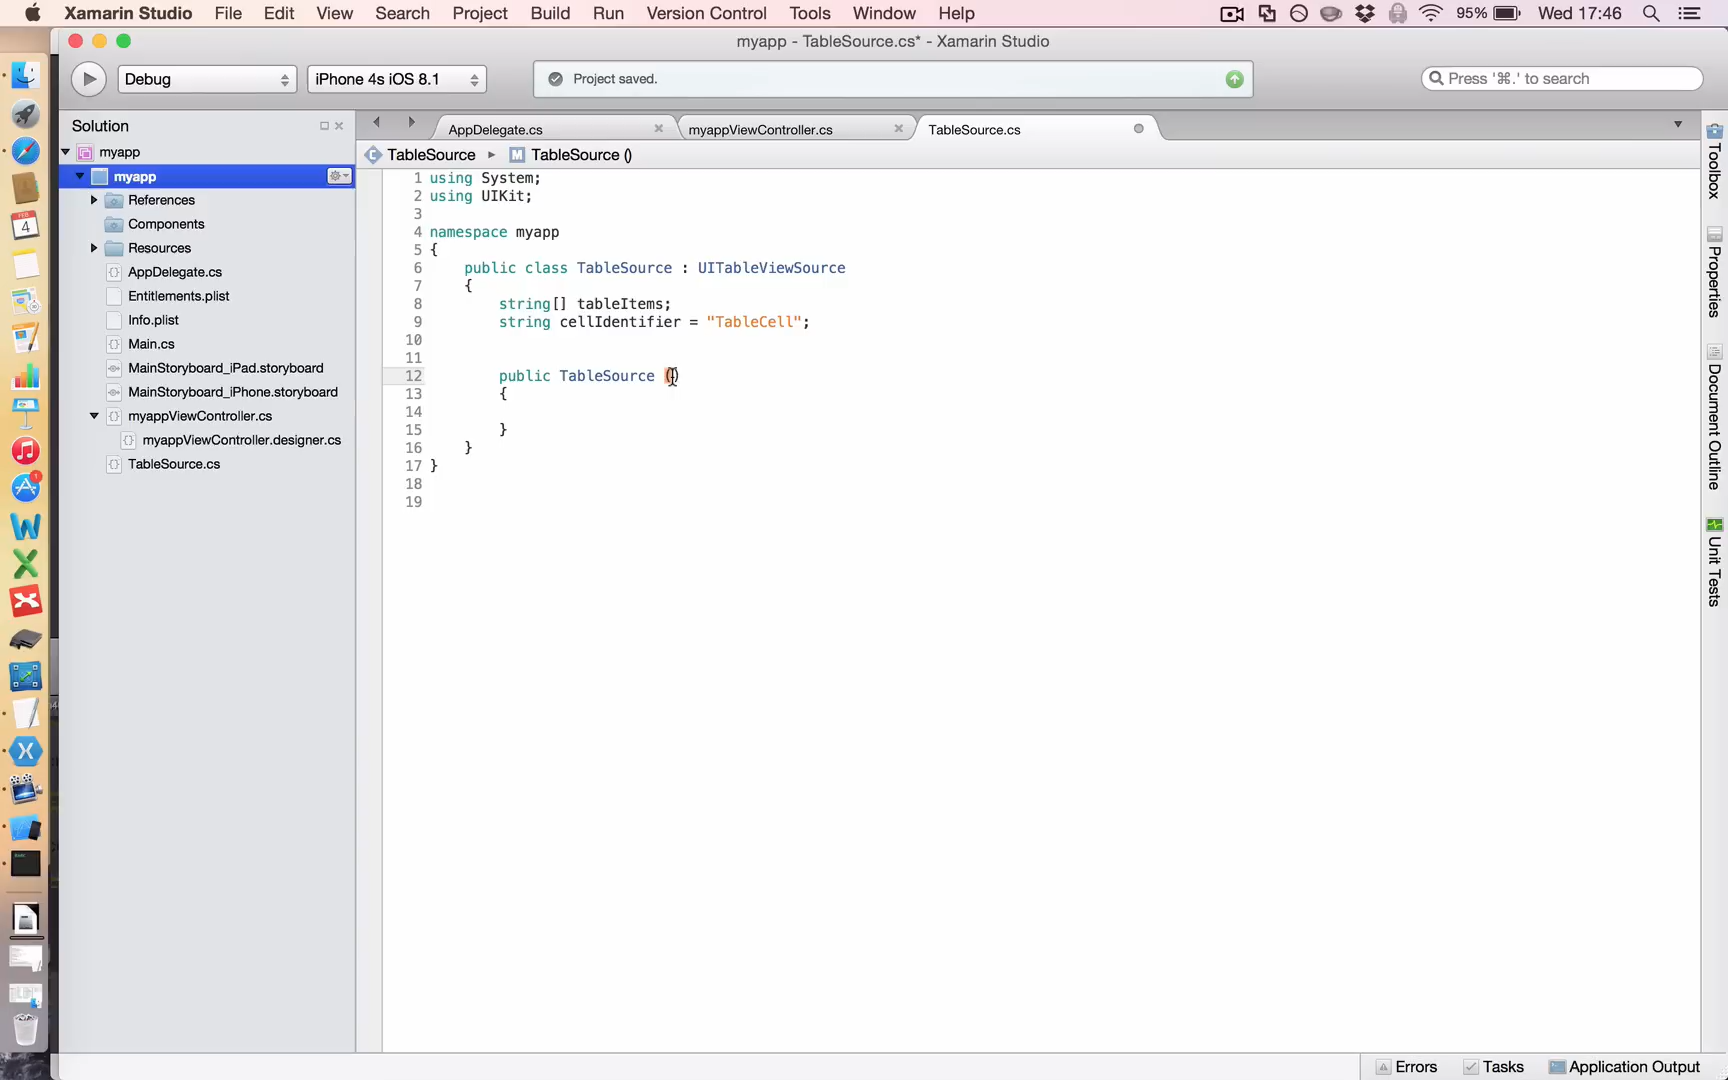 Xamarin Studio File Edit View Search Project Build Run Version Control Tools Window Help 95% Wed 17:46
myapp - TableSource.cs* - Xamarin Studio
Debug iPhone 4s iOS 8.1 Project saved. Press '⌘.' to search
Solution
myapp
myapp
References
Components
Resources
AppDelegate.cs
Entitlements.plist
Info.plist
Main.cs
MainStoryboard_iPad.storyboard
MainStoryboard_iPhone.storyboard
myappViewController.cs
myappViewController.designer.cs
TableSource.cs
AppDelegate.cs myappViewController.cs TableSource.cs
C TableSource M TableSource ()
1 using System;
2 using UIKit;
3
4 namespace myapp
5 {
6 public class TableSource : UITableViewSource
7 {
8 string[] tableItems;
9 string cellIdentifier = "TableCell";
10
11
12 public TableSource ()
13 {
14
15 }
16 }
17 }
18
19
Toolbox
Properties
Document Outline
Unit Tests
FEB
4
1
Errors Tasks Application Output